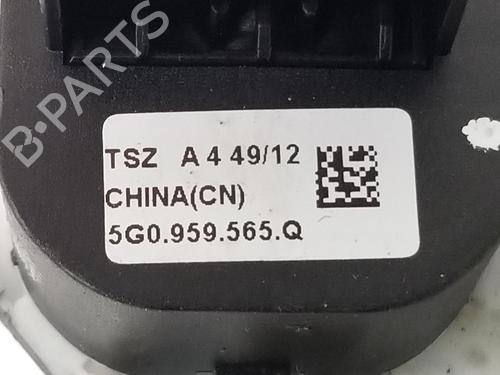 B-PARTS
TSZ A 4 49/12
CHINA(CN)
5G0.959.565.Q